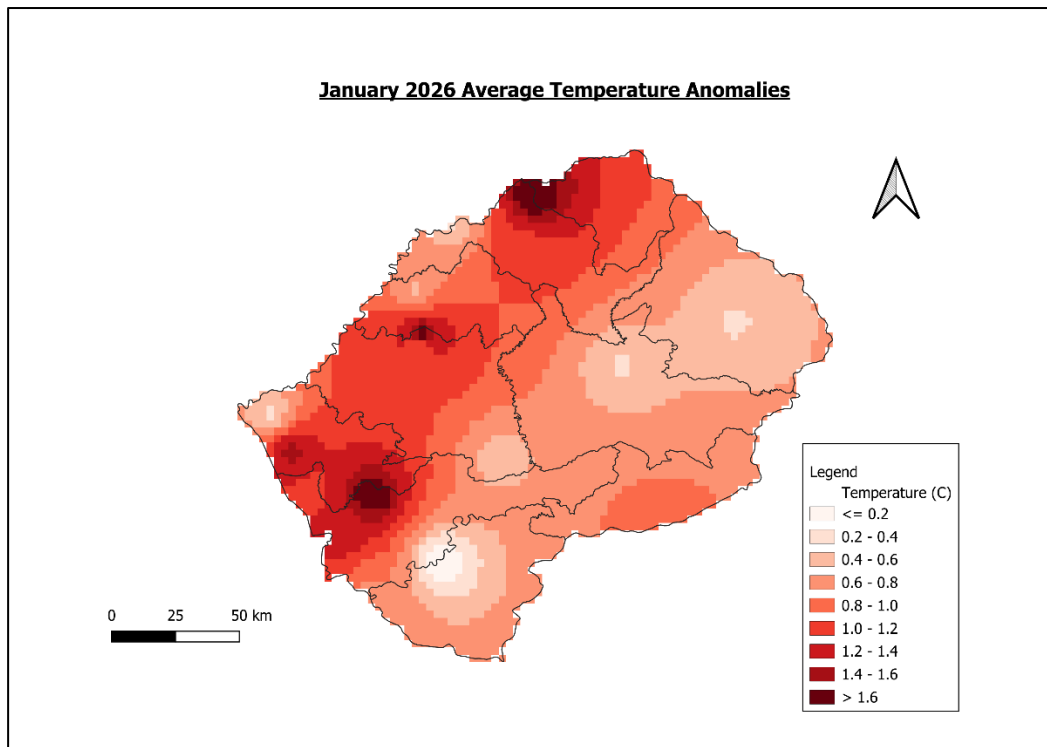 January 2026 Average Temperature Anomalies
Legend
Temperature (C)
<= 0.2
0.2 - 0.4
0.4 - 0.6
0.6 - 0.8
0.8 - 1.0
1.0 - 1.2
1.2 - 1.4
1.4 - 1.6
> 1.6
0 25 50 km